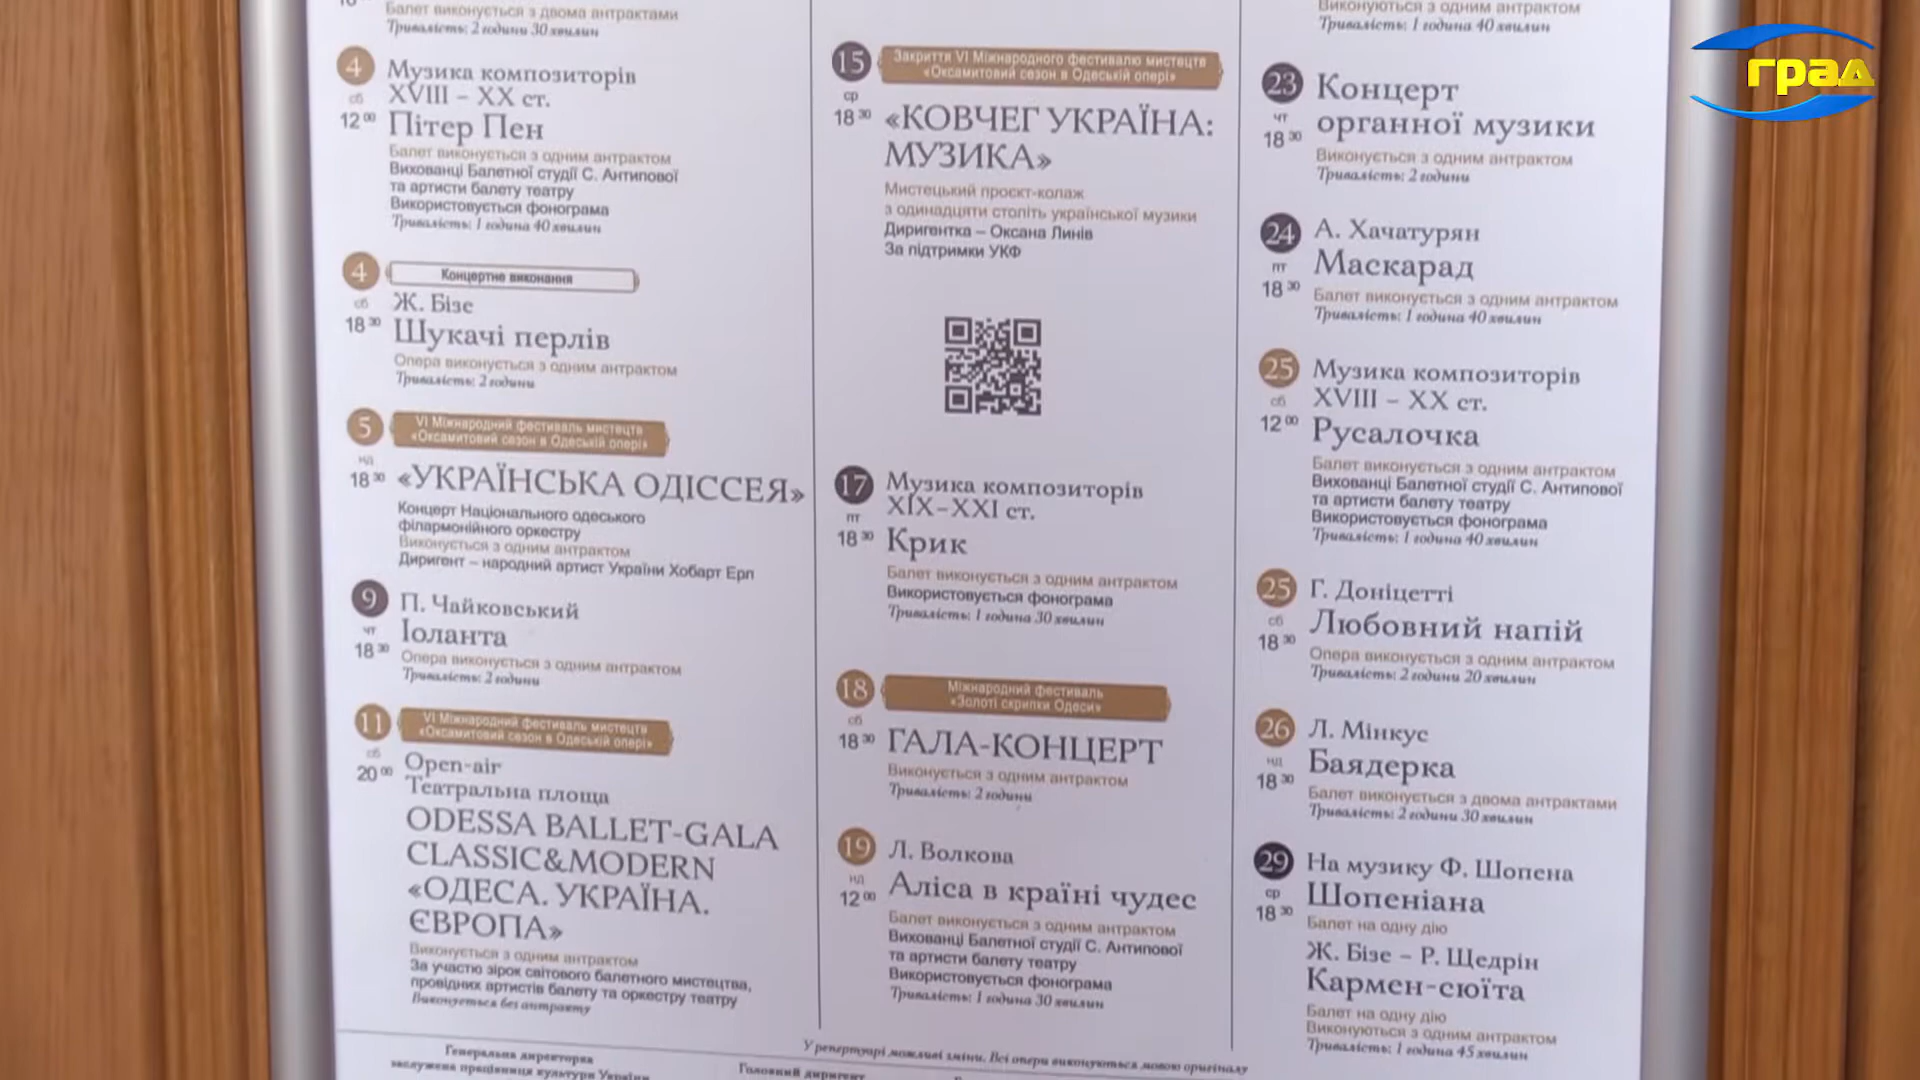 Балет виконується з двома антрактами
Тривалість: 2 години 30 хвилин
4
сб
12 00
Музика композиторів
XVIII – XX ст.
Пітер Пен
Балет виконується з одним антрактом
Вихованці Балетної студії С. Антипової
та артисти балету театру
Використовується фонограма
Тривалість: 1 година 40 хвилин
4
сб
18 30
Концертне виконання
Ж. Бізе
Шукачі перлів
Опера виконується з одним антрактом
Тривалість: 2 години
5
нд
18 30
VI Міжнародний фестиваль мистецтв
«Оксамитовий сезон в Одеській опері»
«УКРАЇНСЬКА ОДІССЕЯ»
Концерт Національного одеського
філармонійного оркестру
Виконується з одним антрактом
Диригент – народний артист України Хобарт Ерл
9
чт
18 30
П. Чайковський
Іоланта
Опера виконується з одним антрактом
Тривалість: 2 години
11
сб
20 00
VI Міжнародний фестиваль мистецтв
«Оксамитовий сезон в Одеській опері»
Open-air
Театральна площа
ODESSA BALLET-GALA
CLASSIC&MODERN
«ОДЕСА. УКРАЇНА.
ЄВРОПА»
Виконується з одним антрактом
За участю зірок світового балетного мистецтва,
провідних артистів балету та оркестру театру
Виконується без антракту
15
ср
18 30
Закриття VI Міжнародного фестивалю мистецтв
«Оксамитовий сезон в Одеській опері»
«КОВЧЕГ УКРАЇНА:
МУЗИКА»
Мистецький проєкт-колаж
з одинадцяти століть української музики
Диригентка – Оксана Линів
За підтримки УКФ
17
пт
18 30
Музика композиторів
XIX–XXI ст.
Крик
Балет виконується з одним антрактом
Використовується фонограма
Тривалість: 1 година 30 хвилин
18
сб
18 30
Міжнародний фестиваль
«Золоті скрипки Одеси»
ГАЛА-КОНЦЕРТ
Виконується з одним антрактом
Тривалість: 2 години
19
нд
12 00
Л. Волкова
Аліса в країні чудес
Балет виконується з одним антрактом
Вихованці Балетної студії С. Антипової
та артисти балету театру
Використовується фонограма
Тривалість: 1 година 30 хвилин
Виконуються з одним антрактом
Тривалість: 1 година 40 хвилин
23
чт
18 30
Концерт
органної музики
Виконується з одним антрактом
Тривалість: 2 години
24
пт
18 30
А. Хачатурян
Маскарад
Балет виконується з одним антрактом
Тривалість: 1 година 40 хвилин
25
сб
12 00
Музика композиторів
XVIII – XX ст.
Русалочка
Балет виконується з одним антрактом
Вихованці Балетної студії С. Антипової
та артисти балету театру
Використовується фонограма
Тривалість: 1 година 40 хвилин
25
сб
18 30
Г. Доніцетті
Любовний напій
Опера виконується з одним антрактом
Тривалість: 2 години 20 хвилин
26
нд
18 30
Л. Мінкус
Баядерка
Балет виконується з двома антрактами
Тривалість: 2 години 30 хвилин
29
ср
18 30
На музику Ф. Шопена
Шопеніана
Балет на одну дію
Ж. Бізе – Р. Щедрін
Кармен-сюїта
Балет на одну дію
Виконуються з одним антрактом
Тривалість: 1 година 45 хвилин
У репертуарі можливі зміни. Всі опери виконуються мовою оригіналу
Генеральна директорка
заслужена працівниця культури України
Головний диригент
град